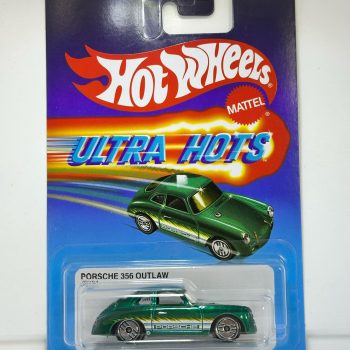 Hot Wheels
MATTEL
ULTRA HOTS
PORSCHE 356 OUTLAW
PORSCHE